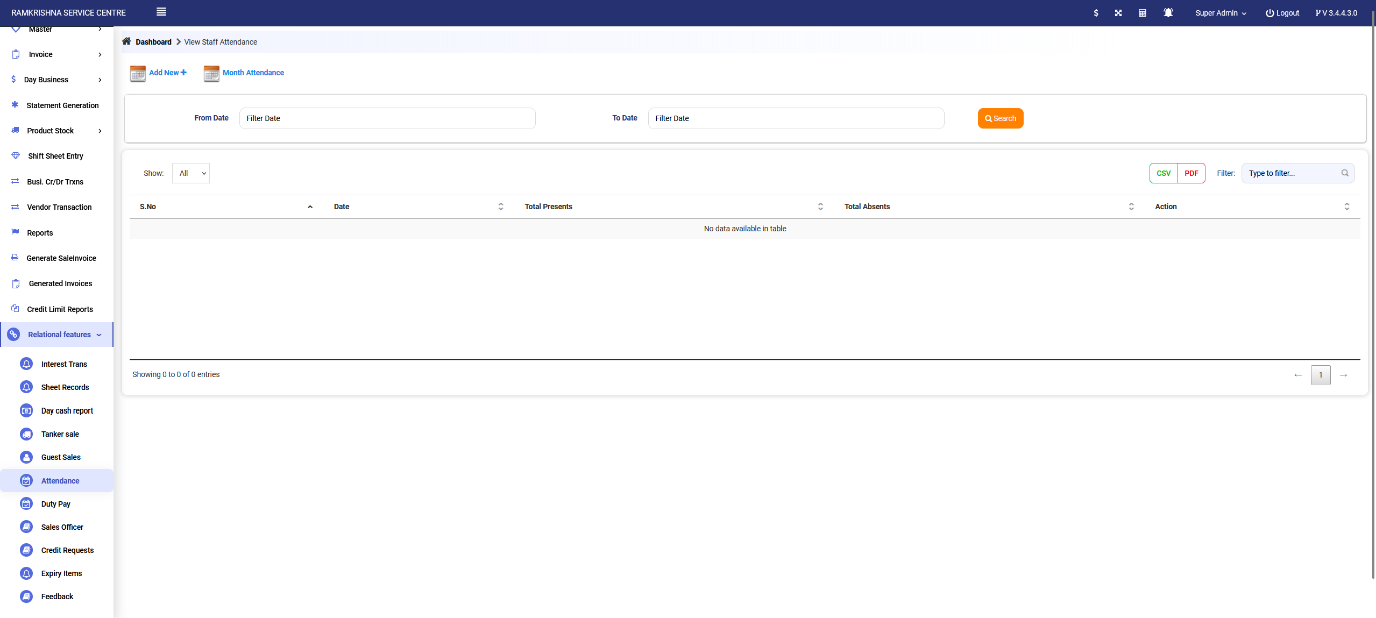 RAMKRISHNA SERVICE CENTRE
$ Super Admin Logout V 3.4.4.3.0
Master
Invoice
$ Day Business
Statement Generation
Product Stock
Shift Sheet Entry
Busi. Cr/Dr Trxns
Vendor Transaction
Reports
Generate SaleInvoice
Generated Invoices
Credit Limit Reports
Relational features
Interest Trans
Sheet Records
Day cash report
Tanker sale
Guest Sales
Attendance
Duty Pay
Sales Officer
Credit Requests
Expiry Items
Feedback
Dashboard > View Staff Attendance
Add New + Month Attendance
From Date Filter Date To Date Filter Date Search
Show: All CSV PDF Filter: Type to filter...
S.No Date Total Presents Total Absents Action
No data available in table
Showing 0 to 0 of 0 entries ← 1 →